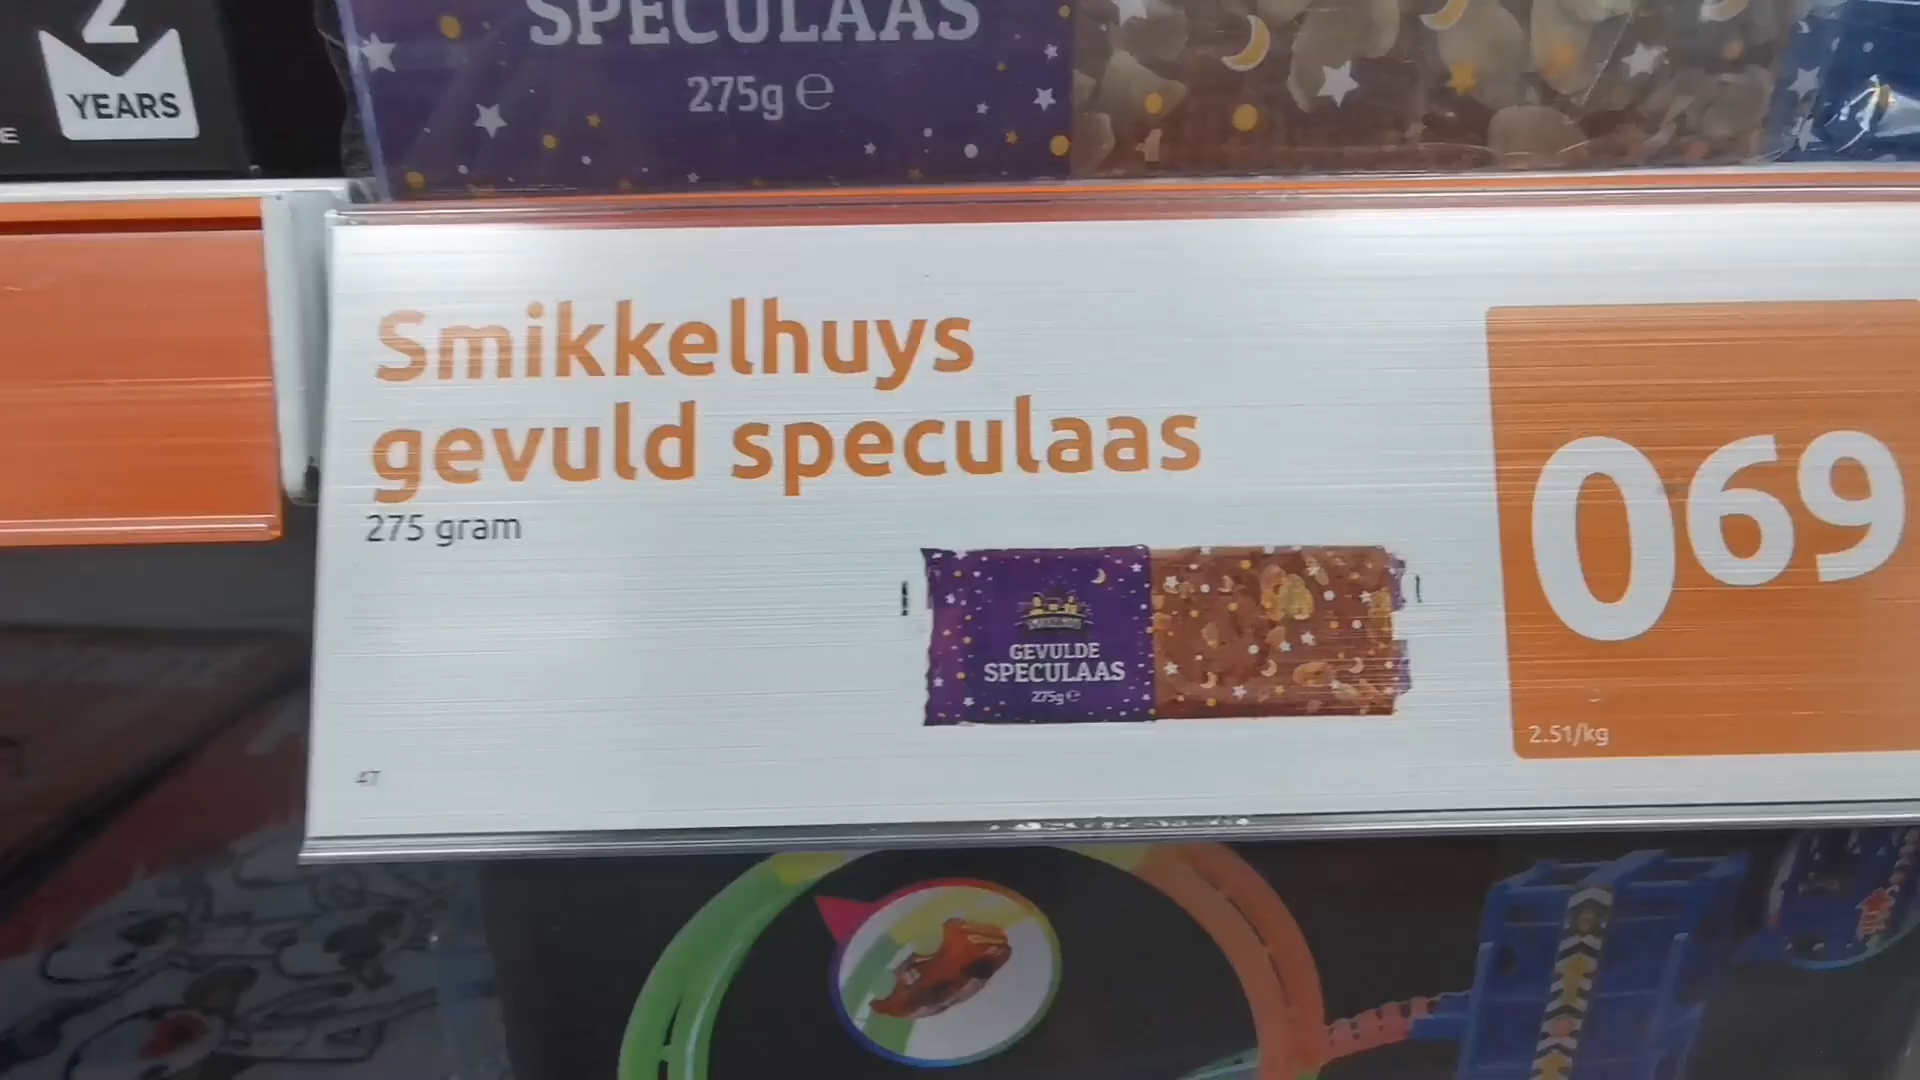 2
YEARS
E
SPECULAAS
275g e
Smikkelhuys
gevuld speculaas
275 gram
GEVULDE
SPECULAAS
275g e
069
2.51/kg
47